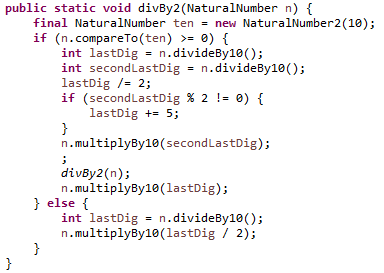 public static void divBy2(NaturalNumber n) {
    final NaturalNumber ten = new NaturalNumber2(10);
    if (n.compareTo(ten) >= 0) {
        int lastDig = n.divideBy10();
        int secondLastDig = n.divideBy10();
        lastDig /= 2;
        if (secondLastDig % 2 != 0) {
            lastDig += 5;
        }
        n.multiplyBy10(secondLastDig);
        ;
        divBy2(n);
        n.multiplyBy10(lastDig);
    } else {
        int lastDig = n.divideBy10();
        n.multiplyBy10(lastDig / 2);
    }
}